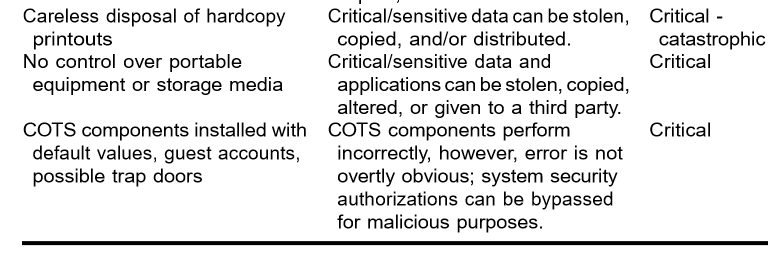 Careless disposal of hardcopy Critical/sensitive data can be stolen, Critical -
printouts copied, and/or distributed. catastrophic
No control over portable Critical/sensitive data and Critical
equipment or storage media applications can be stolen, copied,
altered, or given to a third party.
COTS components installed with COTS components perform Critical
default values, guest accounts, incorrectly, however, error is not
possible trap doors overtly obvious; system security
authorizations can be bypassed
for malicious purposes.